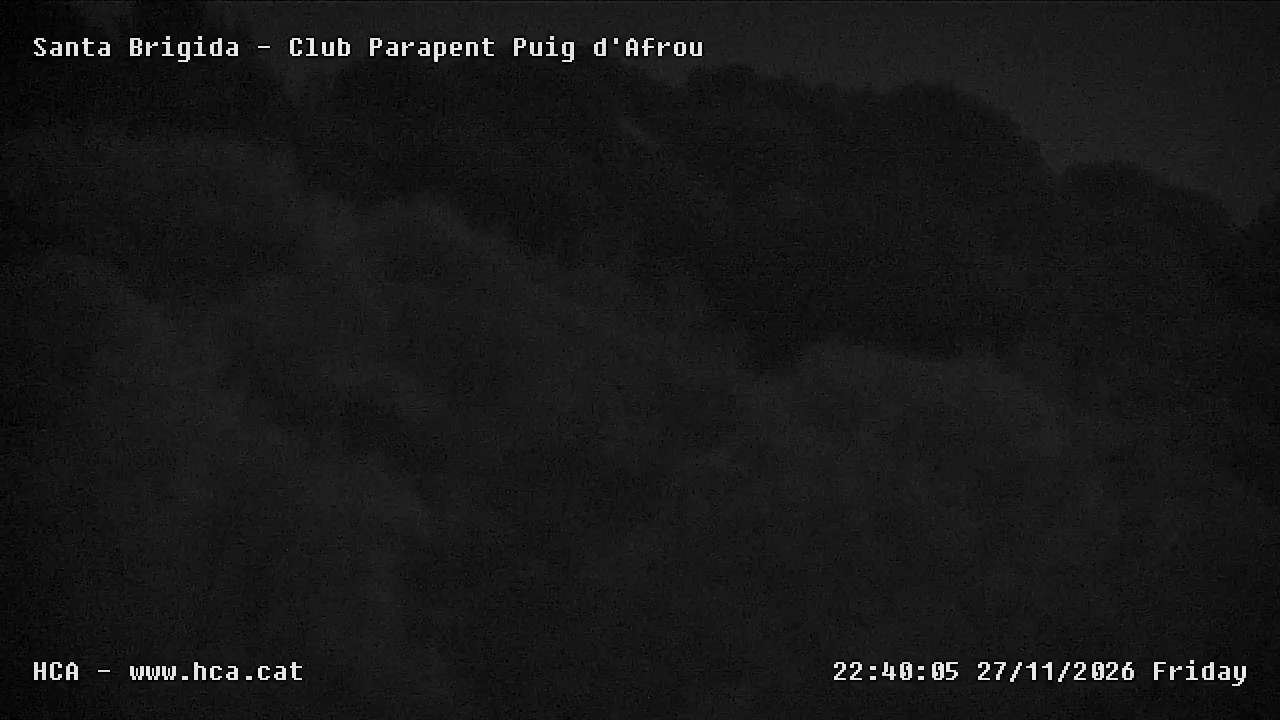 Santa Brigida - Club Parapent Puig d'Afrou
HCA - www.hca.cat
22:40:05 27/11/2026 Friday